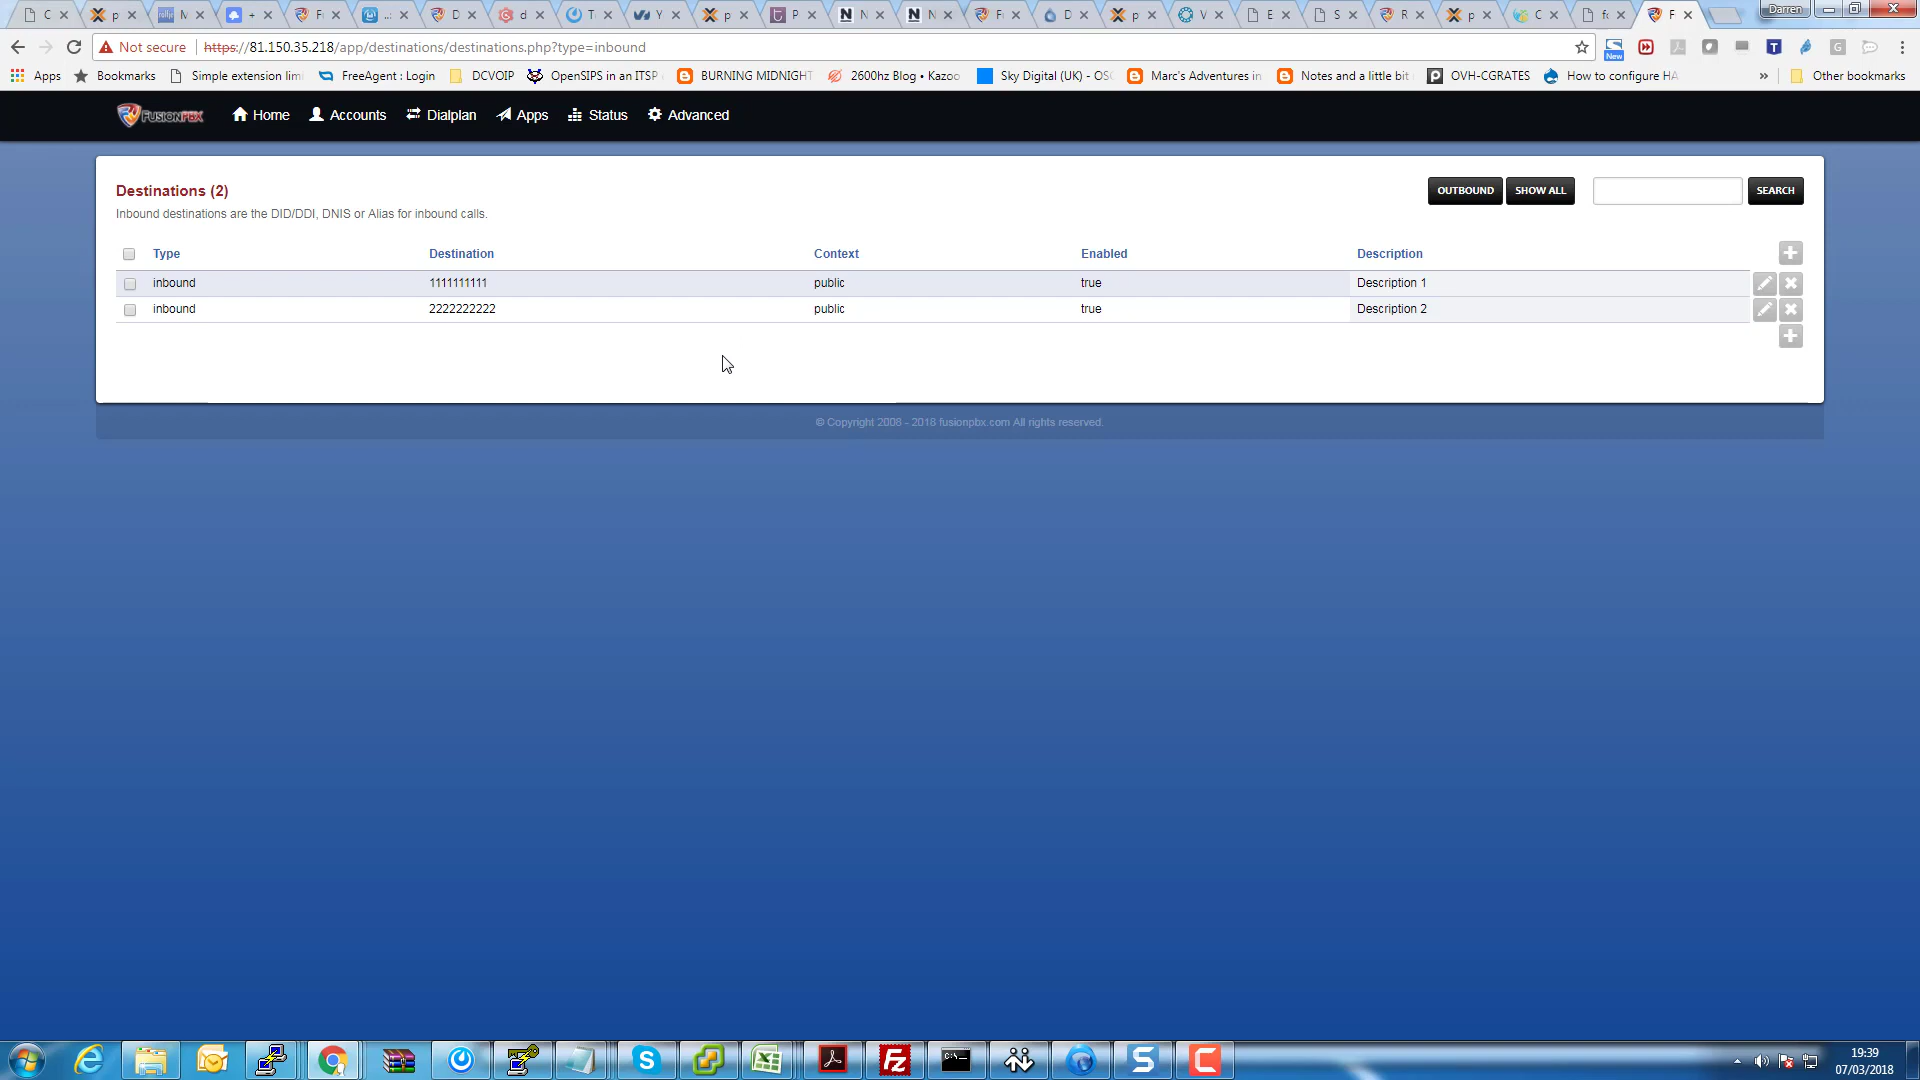 C
p
M
+
F
D
d
T
Y
p
P
N
N
F
D
p
V
E
S
R
p
C
fo
F
Darren
Not secure
https://81.150.35.218/app/destinations/destinations.php?type=inbound
New
Apps
Bookmarks
Simple extension lim
FreeAgent : Login
DCVOIP
OpenSIPS in an ITSP
BURNING MIDNIGHT
2600hz Blog • Kazoo
Sky Digital (UK) - OSC
Marc's Adventures in
Notes and a little bit
OVH-CGRATES
How to configure HA
»
Other bookmarks
FUSIONPBX
Home
Accounts
Dialplan
Apps
Status
Advanced
Destinations (2)
OUTBOUND
SHOW ALL
SEARCH
Inbound destinations are the DID/DDI, DNIS or Alias for inbound calls.
Type Destination Context Enabled Description
inbound 1111111111 public true Description 1
inbound 2222222222 public true Description 2
© Copyright 2008 - 2018 fusionpbx.com All rights reserved.
19:39
07/03/2018